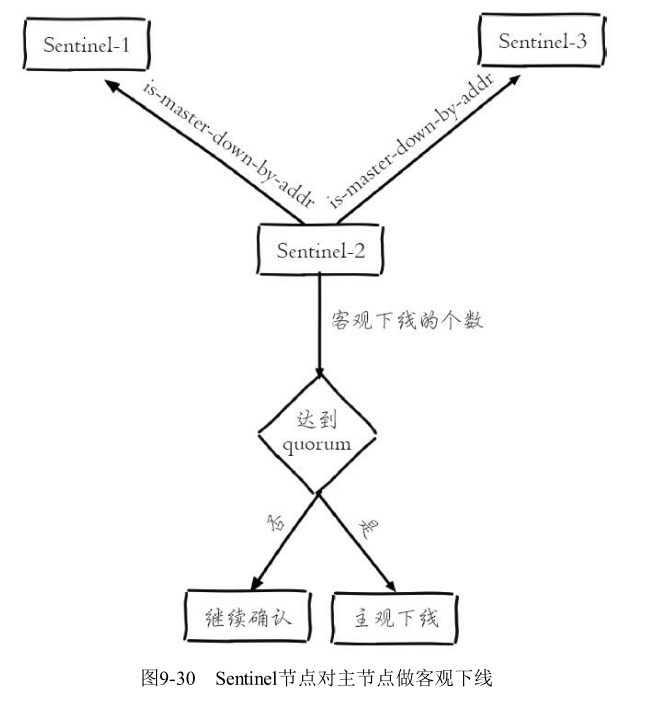 Sentinel-1
Sentinel-3
is-master-down-by-addr
is-master-down-by-addr
Sentinel-2
客观下线的个数
达到
quorum
否
是
继续确认
主观下线
图9-30 Sentinel节点对主节点做客观下线